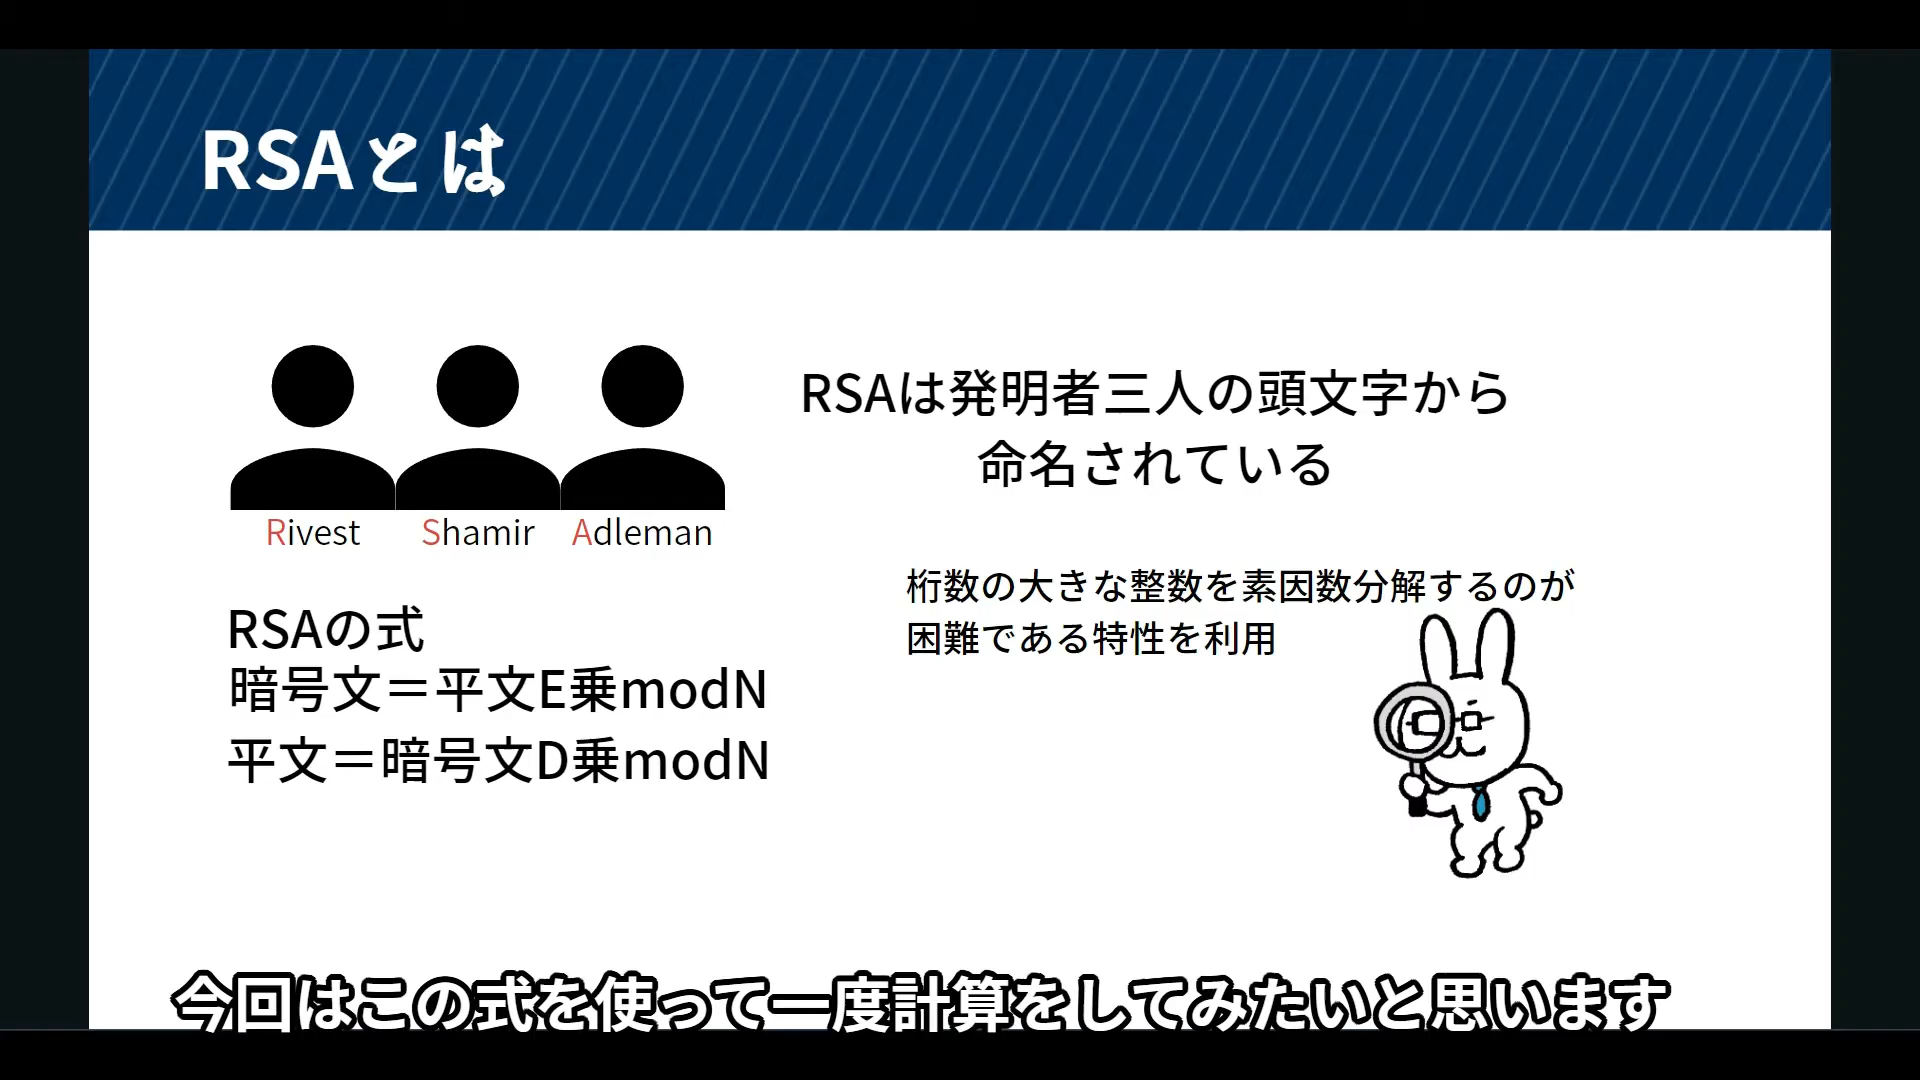 RSAとは
RSAは発明者三人の頭文字から
命名されている
Rivest Shamir Adleman
桁数の大きな整数を素因数分解するのが
困難である特性を利用
RSAの式
暗号文＝平文E乗modN
平文＝暗号文D乗modN
今回はこの式を使って一度計算をしてみたいと思います